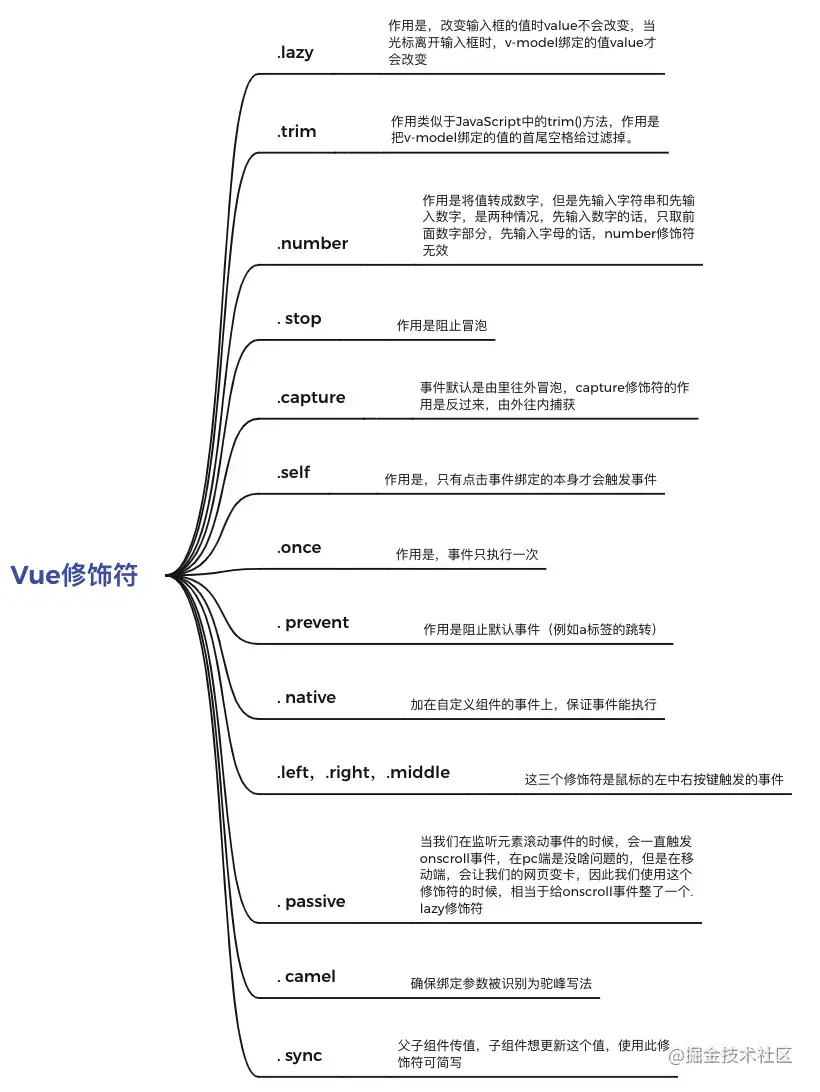 作用是，改变输入框的值时value不会改变，当
光标离开输入框时，v-model绑定的值value才
会改变
.lazy
作用类似于JavaScript中的trim()方法，作用是
把v-model绑定的值的首尾空格给过滤掉。
.trim
作用是将值转成数字，但是先输入字符串和先输
入数字，是两种情况，先输入数字的话，只取前
面数字部分，先输入字母的话，number修饰符
无效
.number
. stop
作用是阻止冒泡
事件默认是由里往外冒泡，capture修饰符的作
用是反过来，由外往内捕获
.capture
.self
作用是，只有点击事件绑定的本身才会触发事件
.once
作用是，事件只执行一次
Vue修饰符
. prevent
作用是阻止默认事件（例如a标签的跳转）
. native
加在自定义组件的事件上，保证事件能执行
.left，.right，.middle
这三个修饰符是鼠标的左中右按键触发的事件
当我们在监听元素滚动事件的时候，会一直触发
onscroll事件，在pc端是没啥问题的，但是在移
动端，会让我们的网页变卡，因此我们使用这个
修饰符的时候，相当于给onscroll事件整了一个.
lazy修饰符
. passive
. camel
确保绑定参数被识别为驼峰写法
父子组件传值，子组件想更新这个值，使用此修
饰符可简写
. sync
@掘金技术社区